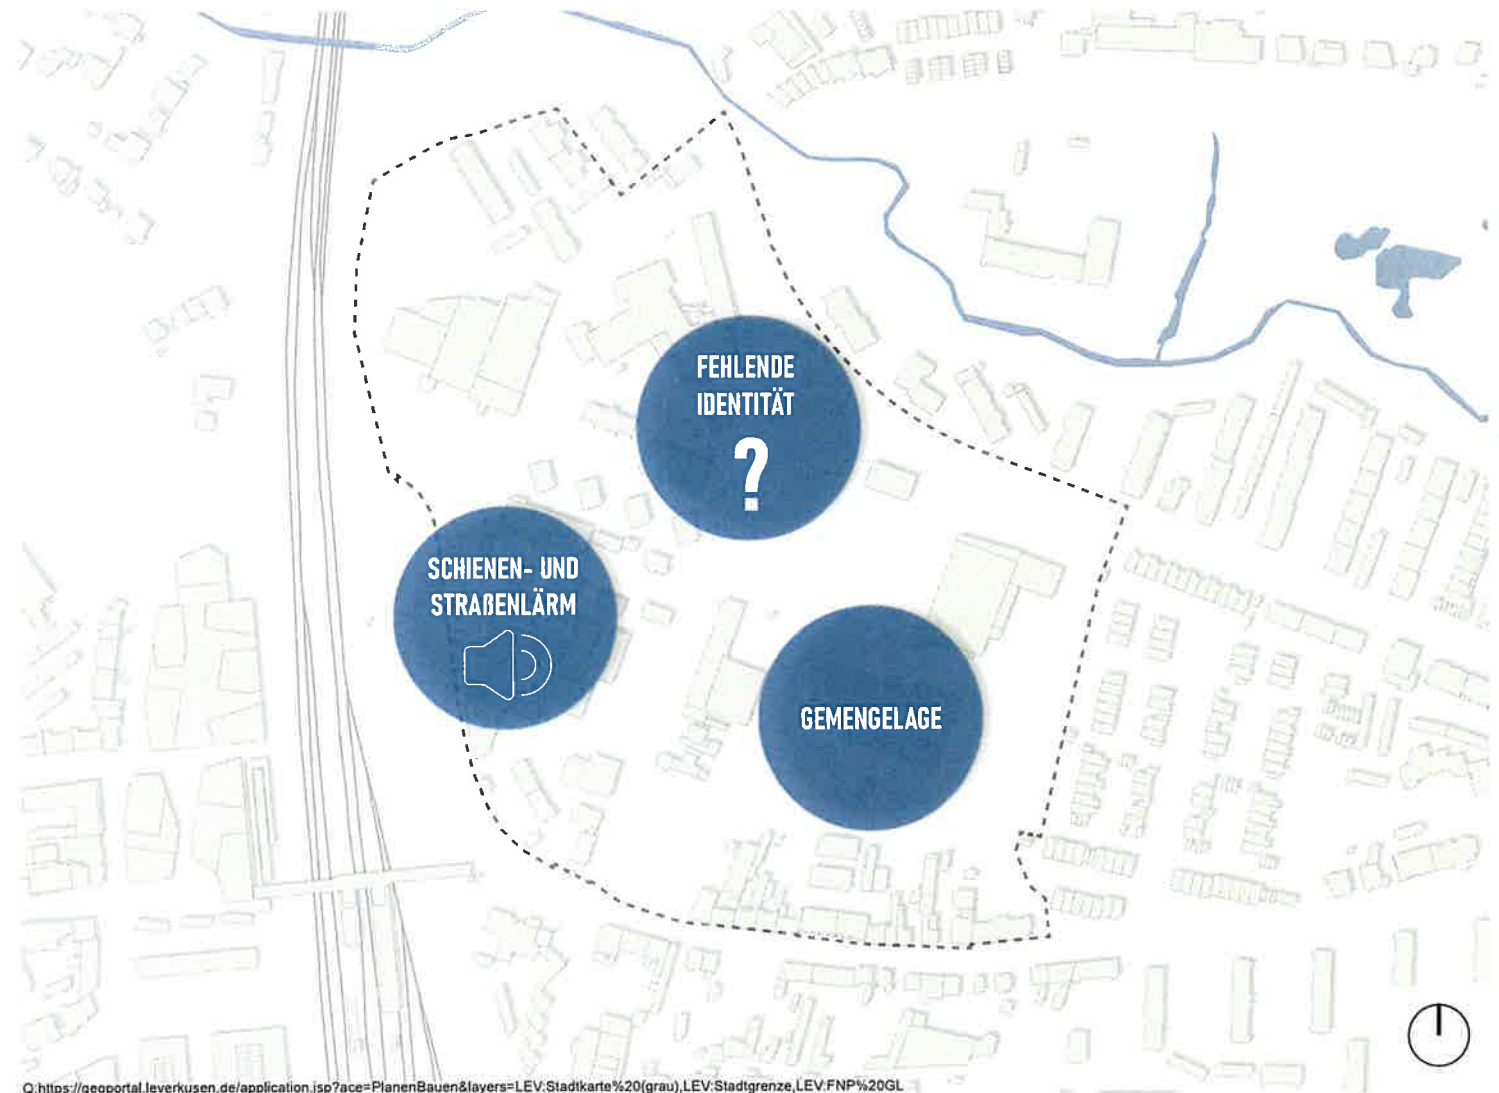 FEHLENDE
IDENTITÄT
?
SCHIENEN- UND
STRAßENLÄRM
GEMENGELAGE
Q:https://geoportal.leverkusen.de/application.jsp?ace=PlanenBauen&layers=LEV:Stadtkarte%20(grau),LEV:Stadtgrenze,LEV:FNP%20GL